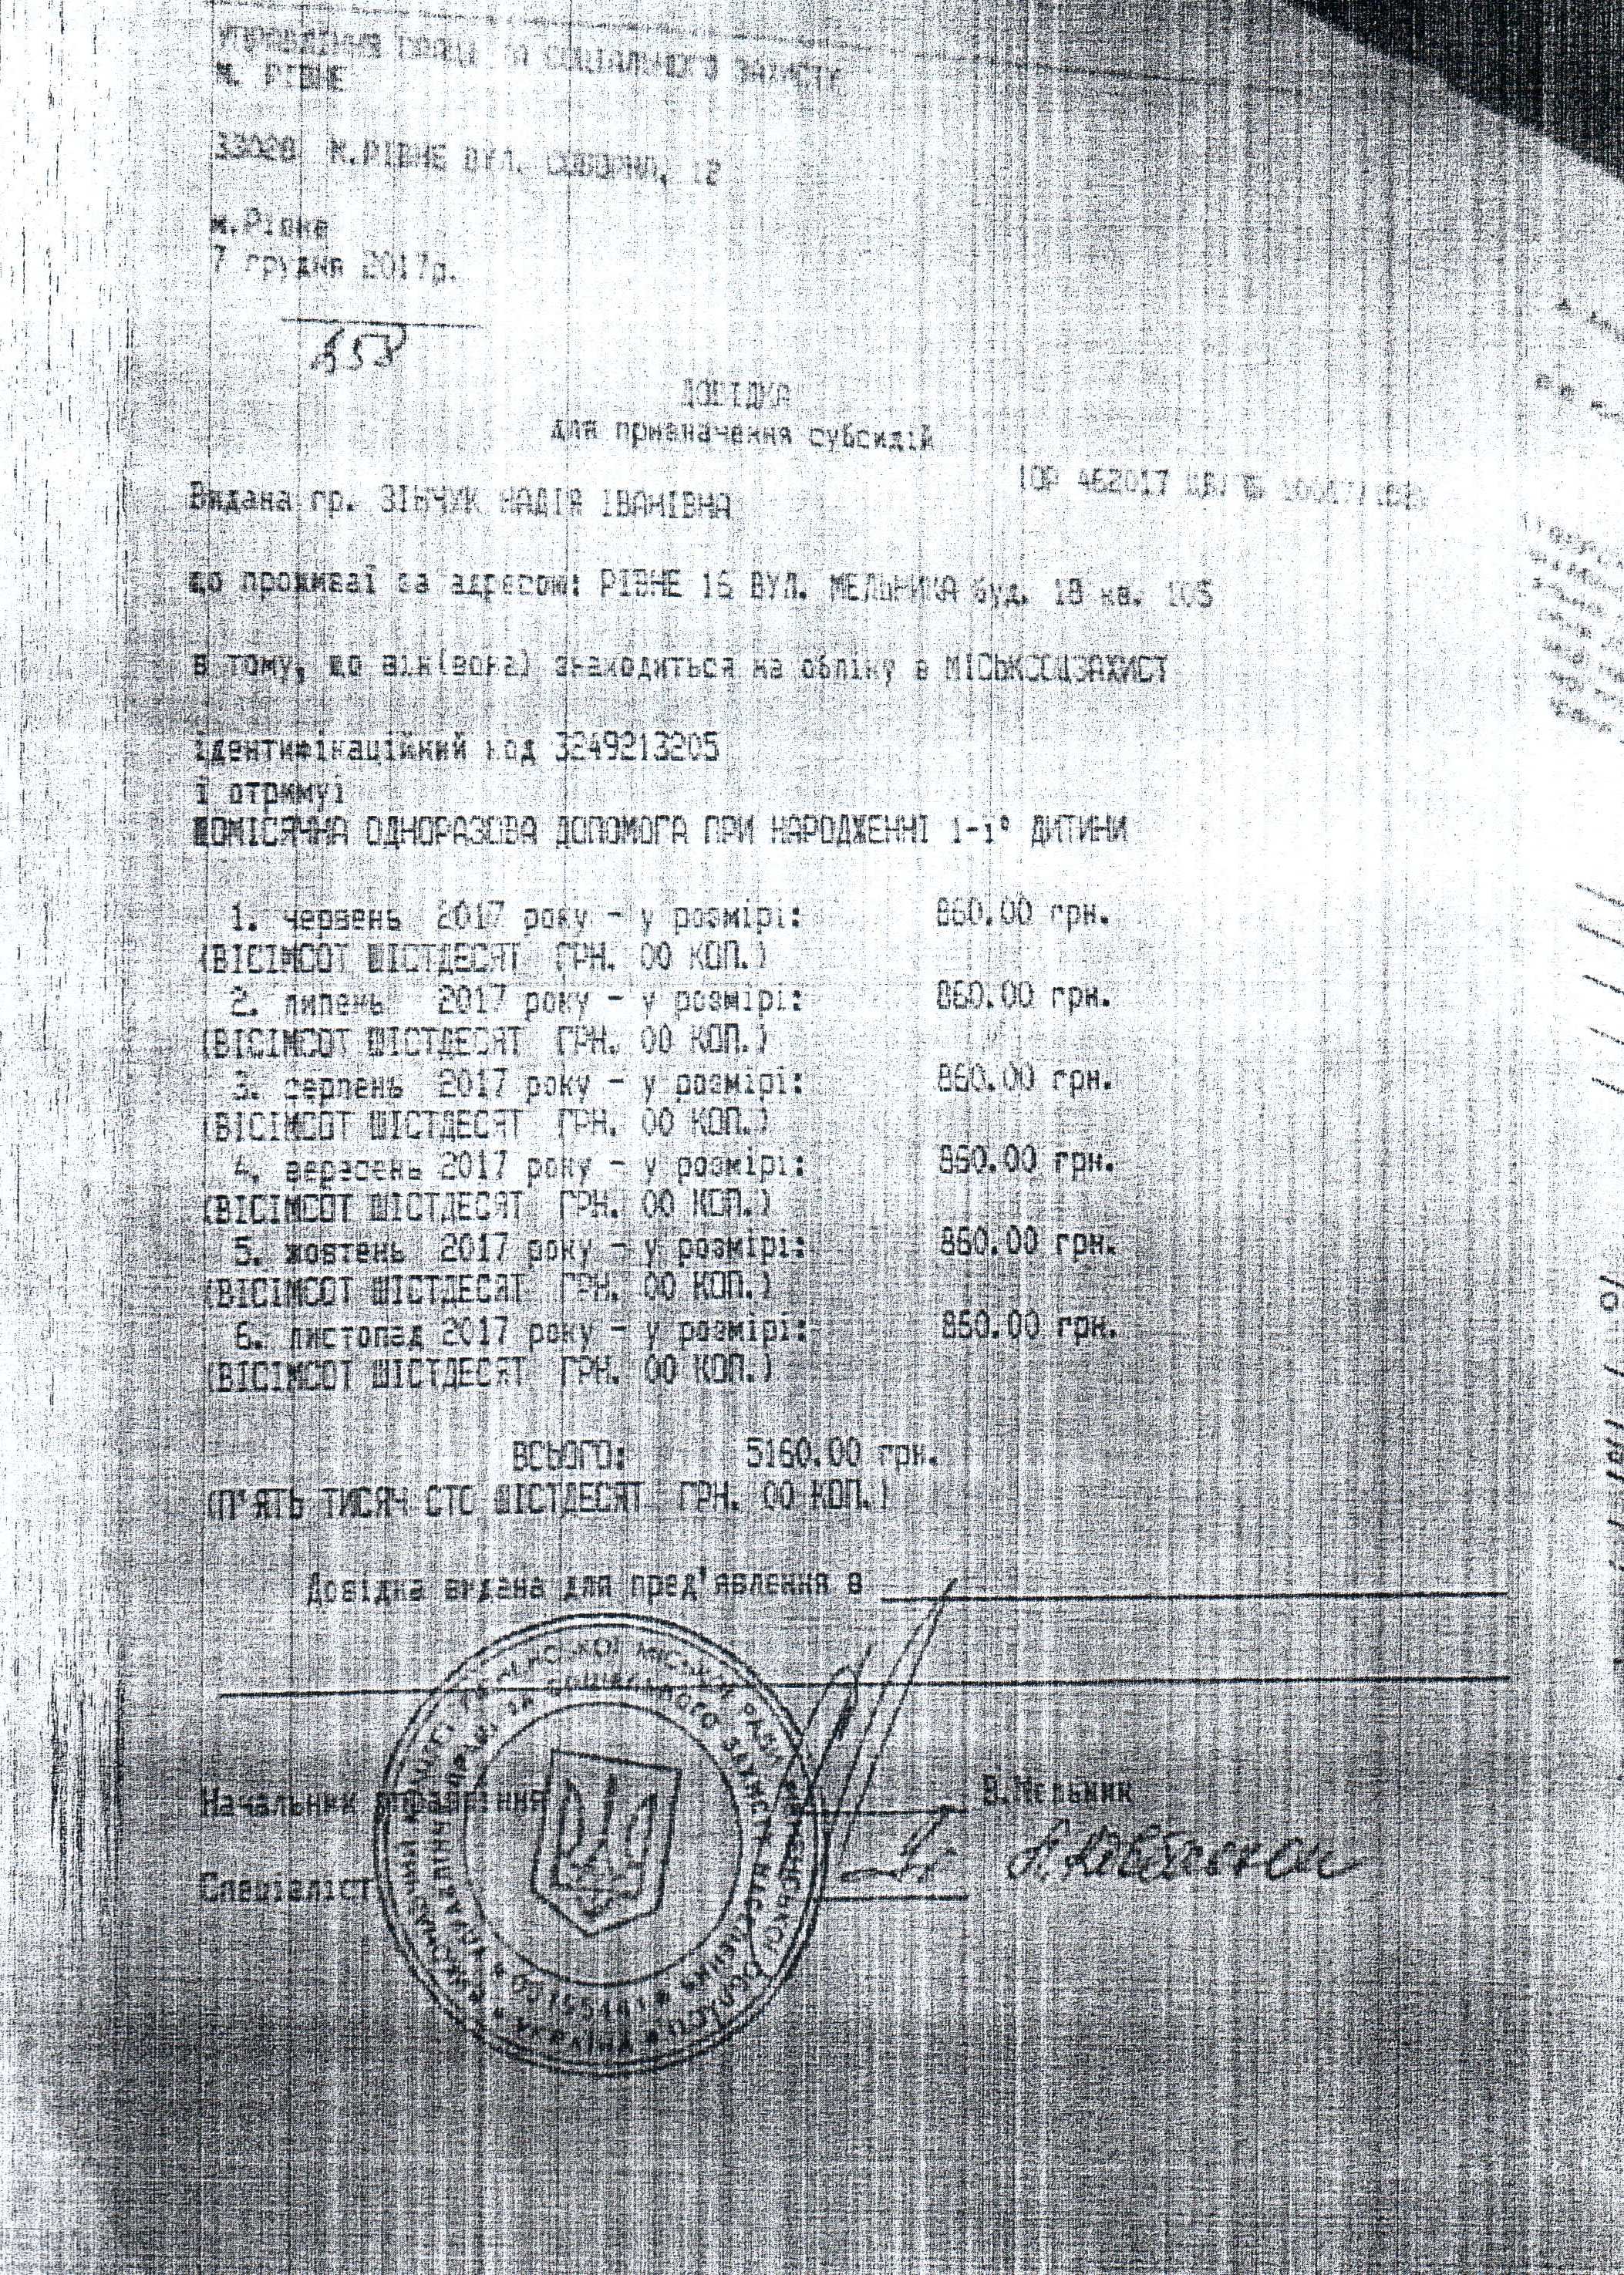 УПРАВЛІННЯ ПРАЦІ ТА СОЦІАЛЬНОГО ЗАХИСТУ
М. РІВНЕ
33028 М.РІВНЕ ВУЛ. СОБОРНА, 12
м.Рівне
7 грудня 2017р.
ДОВІДКА
для призначення субсидій
ІОР 462017
Видана гр. ЗІНЧУК НАДІЯ ІВАНІВНА
що проживаї за адресою: РІВНЕ 16 ВУЛ. МЕЛЬНИКА буд. 18 кв. 105
в тому, що він(вона) знаходиться на обліку в МІСЬКСОЦЗАХИСТ
ідентифікаційний код 3249213205
і отримуї
ЩОМІСЯЧНА ОДНОРАЗОВА ДОПОМОГА ПРИ НАРОДЖЕННІ 1-ї° ДИТИНИ
1. червень 2017 року - у розмірі: 860.00 грн.
(ВІСІМСОТ ШІСТДЕСЯТ ГРН. 00 КОП.)
2. липень 2017 року - у розмірі: 860.00 грн.
(ВІСІМСОТ ШІСТДЕСЯТ ГРН. 00 КОП.)
3. серпень 2017 року - у розмірі: 860.00 грн.
(ВІСІМСОТ ШІСТДЕСЯТ ГРН. 00 КОП.)
4. вересень 2017 року - у розмірі: 860.00 грн.
(ВІСІМСОТ ШІСТДЕСЯТ ГРН. 00 КОП.)
5. жовтень 2017 року - у розмірі: 860.00 грн.
(ВІСІМСОТ ШІСТДЕСЯТ ГРН. 00 КОП.)
6. листопад 2017 року - у розмірі: 860.00 грн.
(ВІСІМСОТ ШІСТДЕСЯТ ГРН. 00 КОП.)
ВСЬОГО: 5160.00 грн.
(П'ЯТЬ ТИСЯЧ СТО ШІСТДЕСЯТ ГРН. 00 КОП.)
Довідка видана для пред'явлення в
Начальник управління В.Мельник
Спеціаліст